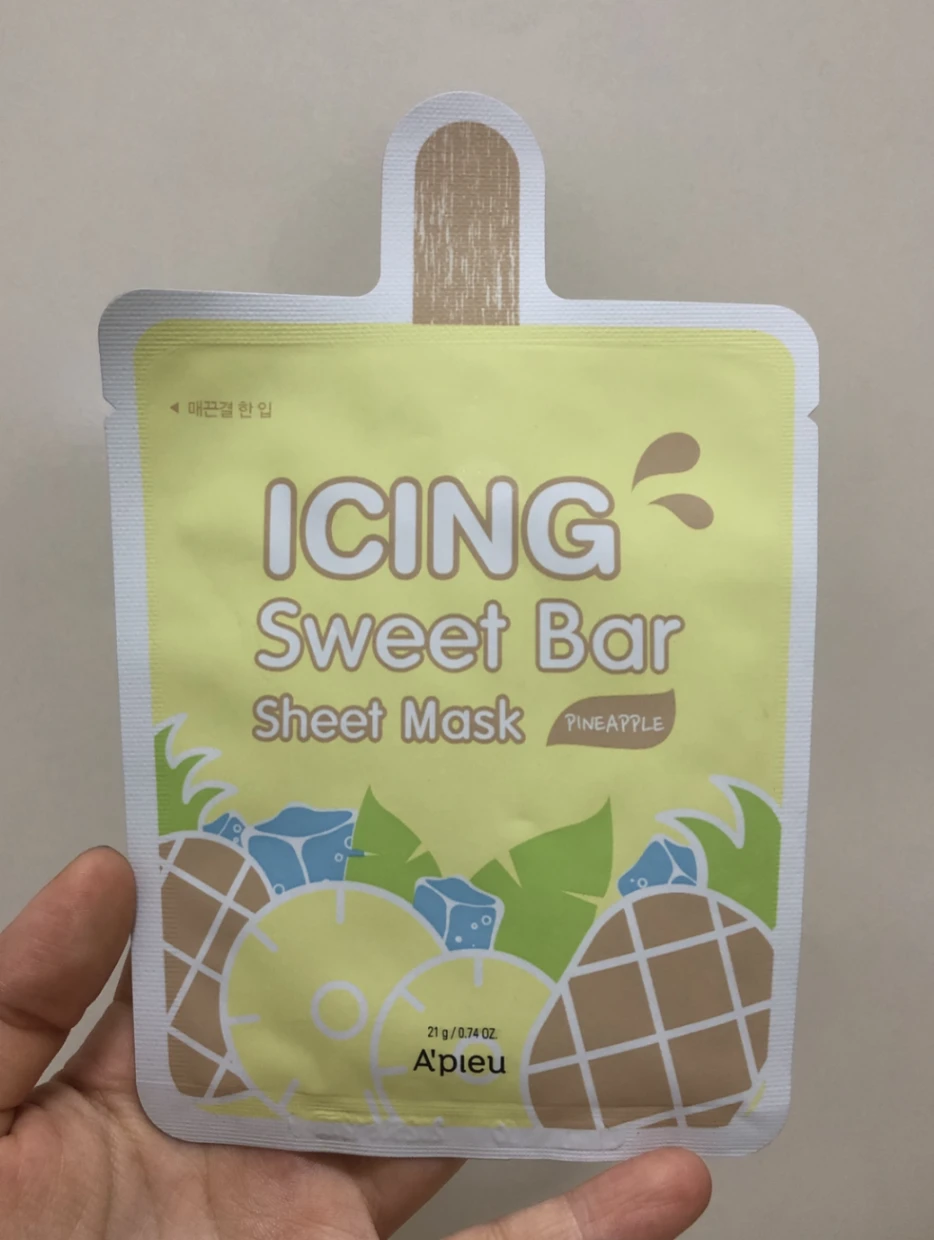 ◀ 매끈결 한 입
ICING
Sweet Bar
Sheet Mask PINEAPPLE
21 g / 0.74 OZ.
A'pieu